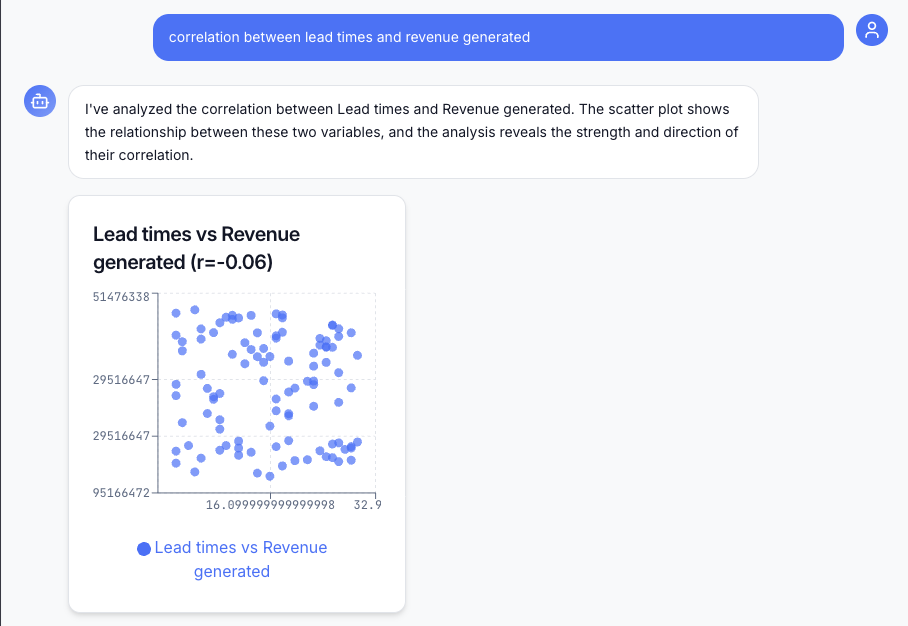 correlation between lead times and revenue generated
I've analyzed the correlation between Lead times and Revenue generated. The scatter plot shows
the relationship between these two variables, and the analysis reveals the strength and direction of
their correlation.
Lead times vs Revenue
generated (r=-0.06)
51476338
29516647
29516647
95166472
16.099999999999998 32.9
Lead times vs Revenue
generated